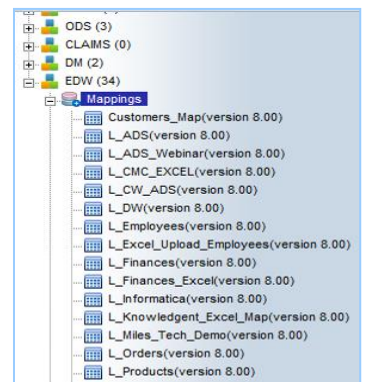 ODS (3)
CLAIMS (0)
DM (2)
EDW (34)
Mappings
Customers_Map(version 8.00)
L_ADS(version 8.00)
L_ADS_Webinar(version 8.00)
L_CMC_EXCEL(version 8.00)
L_CW_ADS(version 8.00)
L_DW(version 8.00)
L_Employees(version 8.00)
L_Excel_Upload_Employees(version 8.00)
L_Finances(version 8.00)
L_Finances_Excel(version 8.00)
L_Informatica(version 8.00)
L_Knowledgent_Excel_Map(version 8.00)
L_Miles_Tech_Demo(version 8.00)
L_Orders(version 8.00)
L_Products(version 8.00)